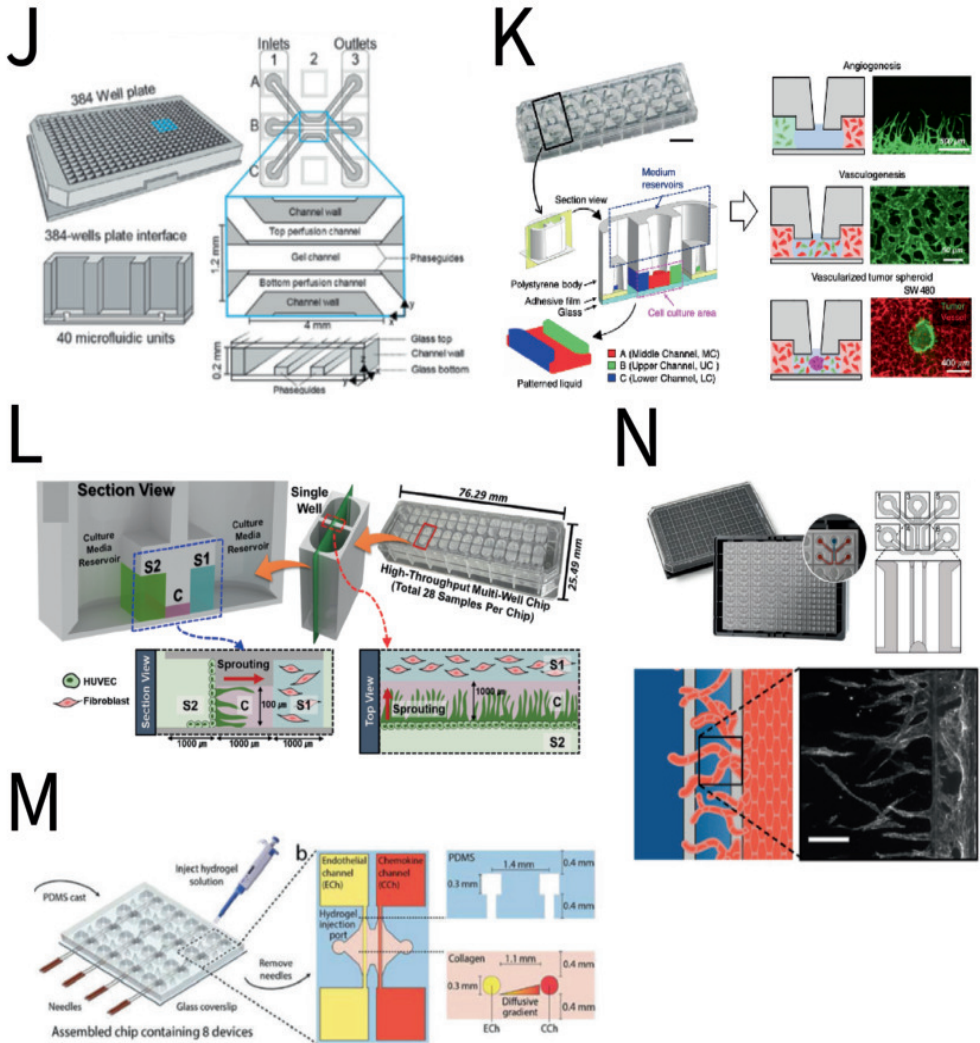 J
384 Well plate
Inlets
Outlets
1
2
3
A
B
C
384-wells plate interface
40 microfluidic units
Channel wall
Top perfusion channel
Gel channel
Phaseguides
Bottom perfusion channel
Channel wall
1.2 mm
4 mm
y
x
0.2 mm
Glass top
Channel wall
Glass bottom
Phaseguides
z
y
x
K
Section view
Medium
reservoirs
Polystyrene body
Adhesive film
Glass
Cell culture area
Patterned liquid
A (Middle Channel, MC)
B (Upper Channel, UC )
C (Lower Channel, LC)
Angiogenesis
Vasculogenesis
Vascularized tumor spheroid
SW 480
Tumor
Vessel
400 μm
L
Section View
Culture
Media
Reservoir
S2
C
S1
Culture
Media
Reservoir
Single
Well
76.29 mm
25.49 mm
High-Throughput Multi-Well Chip
(Total 28 Samples Per Chip)
HUVEC
Fibroblast
Section View
Sprouting
S2
C
100 μm
S1
1000 μm
1000 μm
1000 μm
Top View
S1
1000 μm
Sprouting
C
S2
M
PDMS cast
Inject hydrogel
solution
Needles
Glass coverslip
Assembled chip containing 8 devices
Remove
needles
b
Endothelial
channel
(ECh)
Chemokine
channel
(CCh)
Hydrogel
injection
port
PDMS
1.4 mm
0.3 mm
0.4 mm
0.4 mm
Collagen
1.1 mm
0.3 mm
Diffusive
gradient
ECh
CCh
0.4 mm
0.4 mm
N